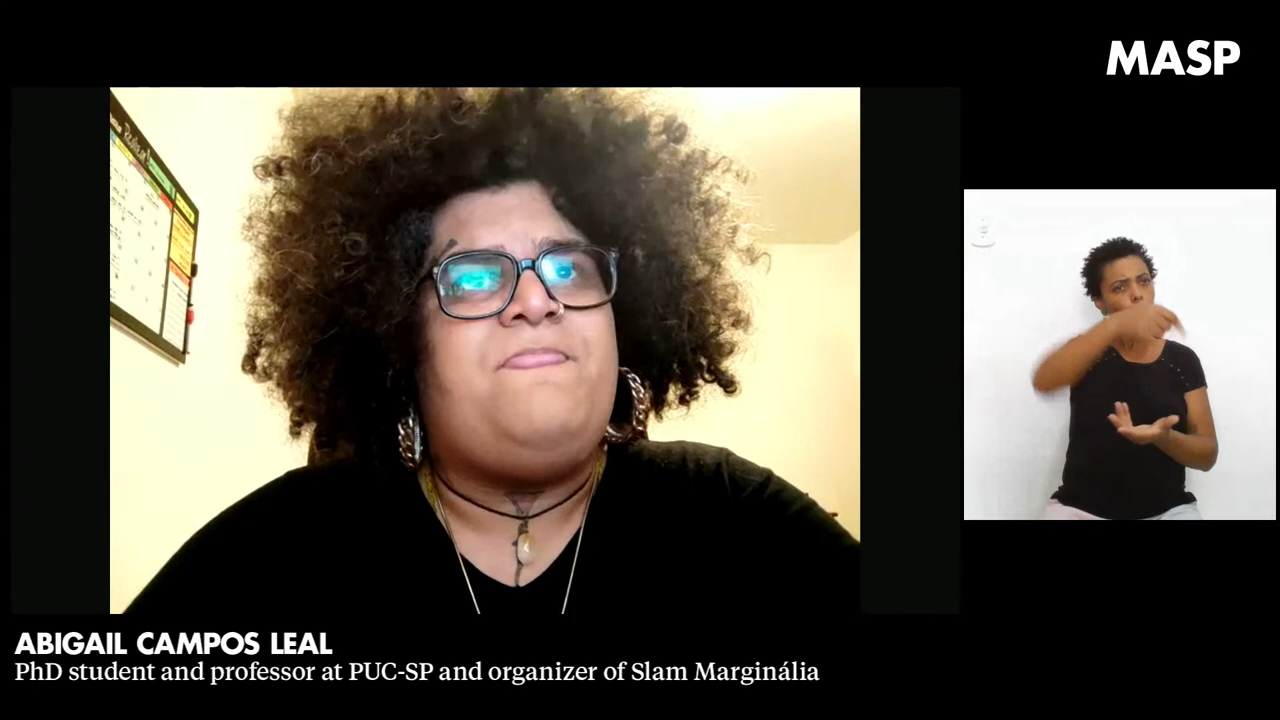 MASP
ABIGAIL CAMPOS LEAL
PhD student and professor at PUC-SP and organizer of Slam Marginália